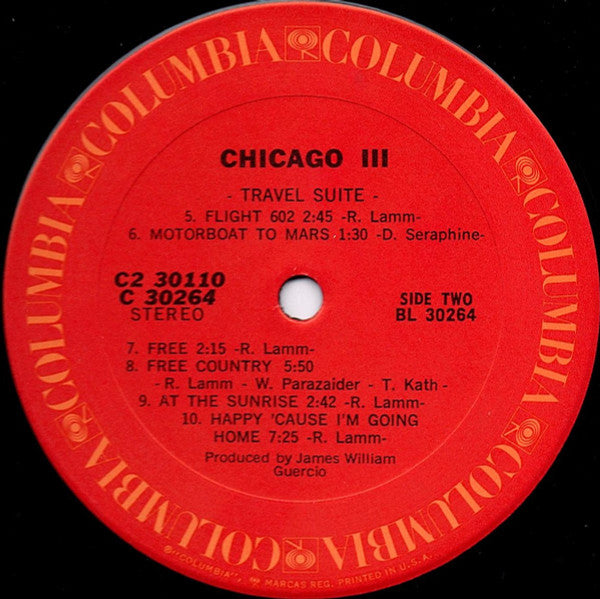 COLUMBIA COLUMBIA COLUMBIA COLUMBIA COLUMBIA COLUMBIA
CHICAGO III
- TRAVEL SUITE -
5. FLIGHT 602 2:45 -R. Lamm-
6. MOTORBOAT TO MARS 1:30 -D. Seraphine-
C2 30110
C 30264
STEREO
SIDE TWO
BL 30264
7. FREE 2:15 -R. Lamm-
8. FREE COUNTRY 5:50
- R. Lamm - W. Parazaider - T. Kath -
9. AT THE SUNRISE 2:42 -R. Lamm-
10. HAPPY 'CAUSE I'M GOING
HOME 7:25 -R. Lamm-
Produced by James William
Guercio
"COLUMBIA", MARCAS REG. PRINTED IN U.S.A.